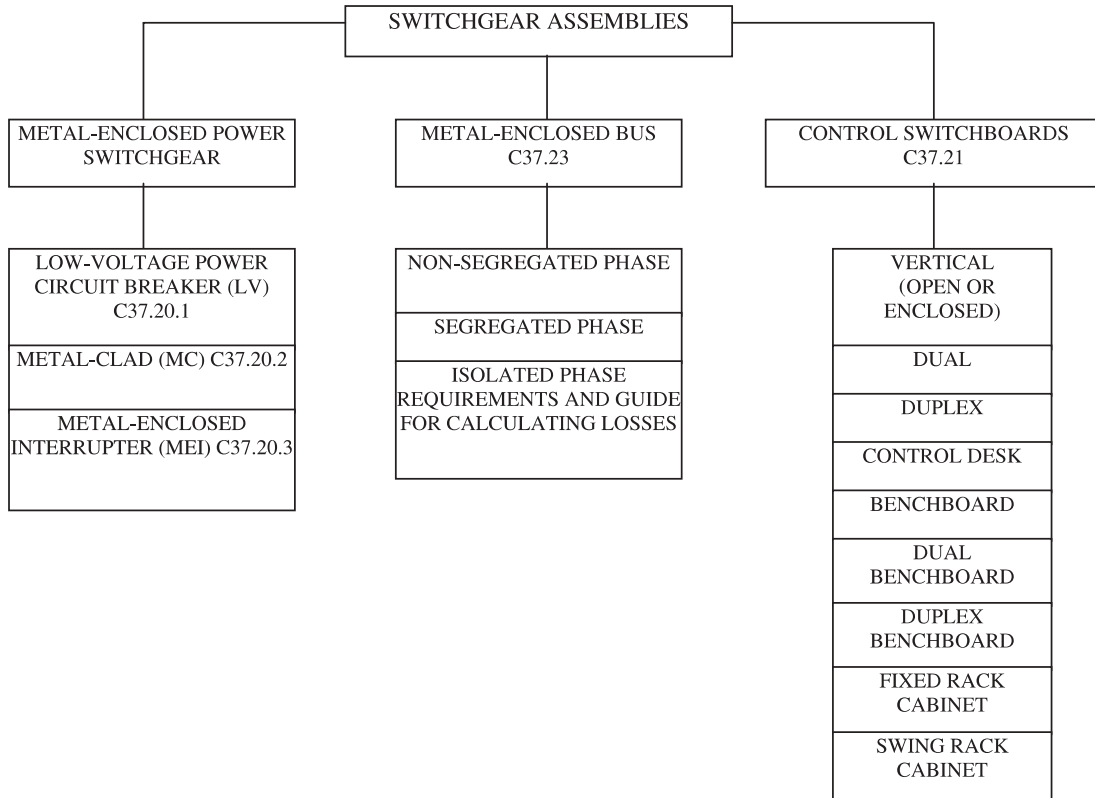 SWITCHGEAR ASSEMBLIES
METAL-ENCLOSED POWER
SWITCHGEAR
METAL-ENCLOSED BUS
C37.23
CONTROL SWITCHBOARDS
C37.21
LOW-VOLTAGE POWER
CIRCUIT BREAKER (LV)
C37.20.1
METAL-CLAD (MC) C37.20.2
METAL-ENCLOSED
INTERRUPTER (MEI) C37.20.3
NON-SEGREGATED PHASE
SEGREGATED PHASE
ISOLATED PHASE
REQUIREMENTS AND GUIDE
FOR CALCULATING LOSSES
VERTICAL
(OPEN OR
ENCLOSED)
DUAL
DUPLEX
CONTROL DESK
BENCHBOARD
DUAL
BENCHBOARD
DUPLEX
BENCHBOARD
FIXED RACK
CABINET
SWING RACK
CABINET